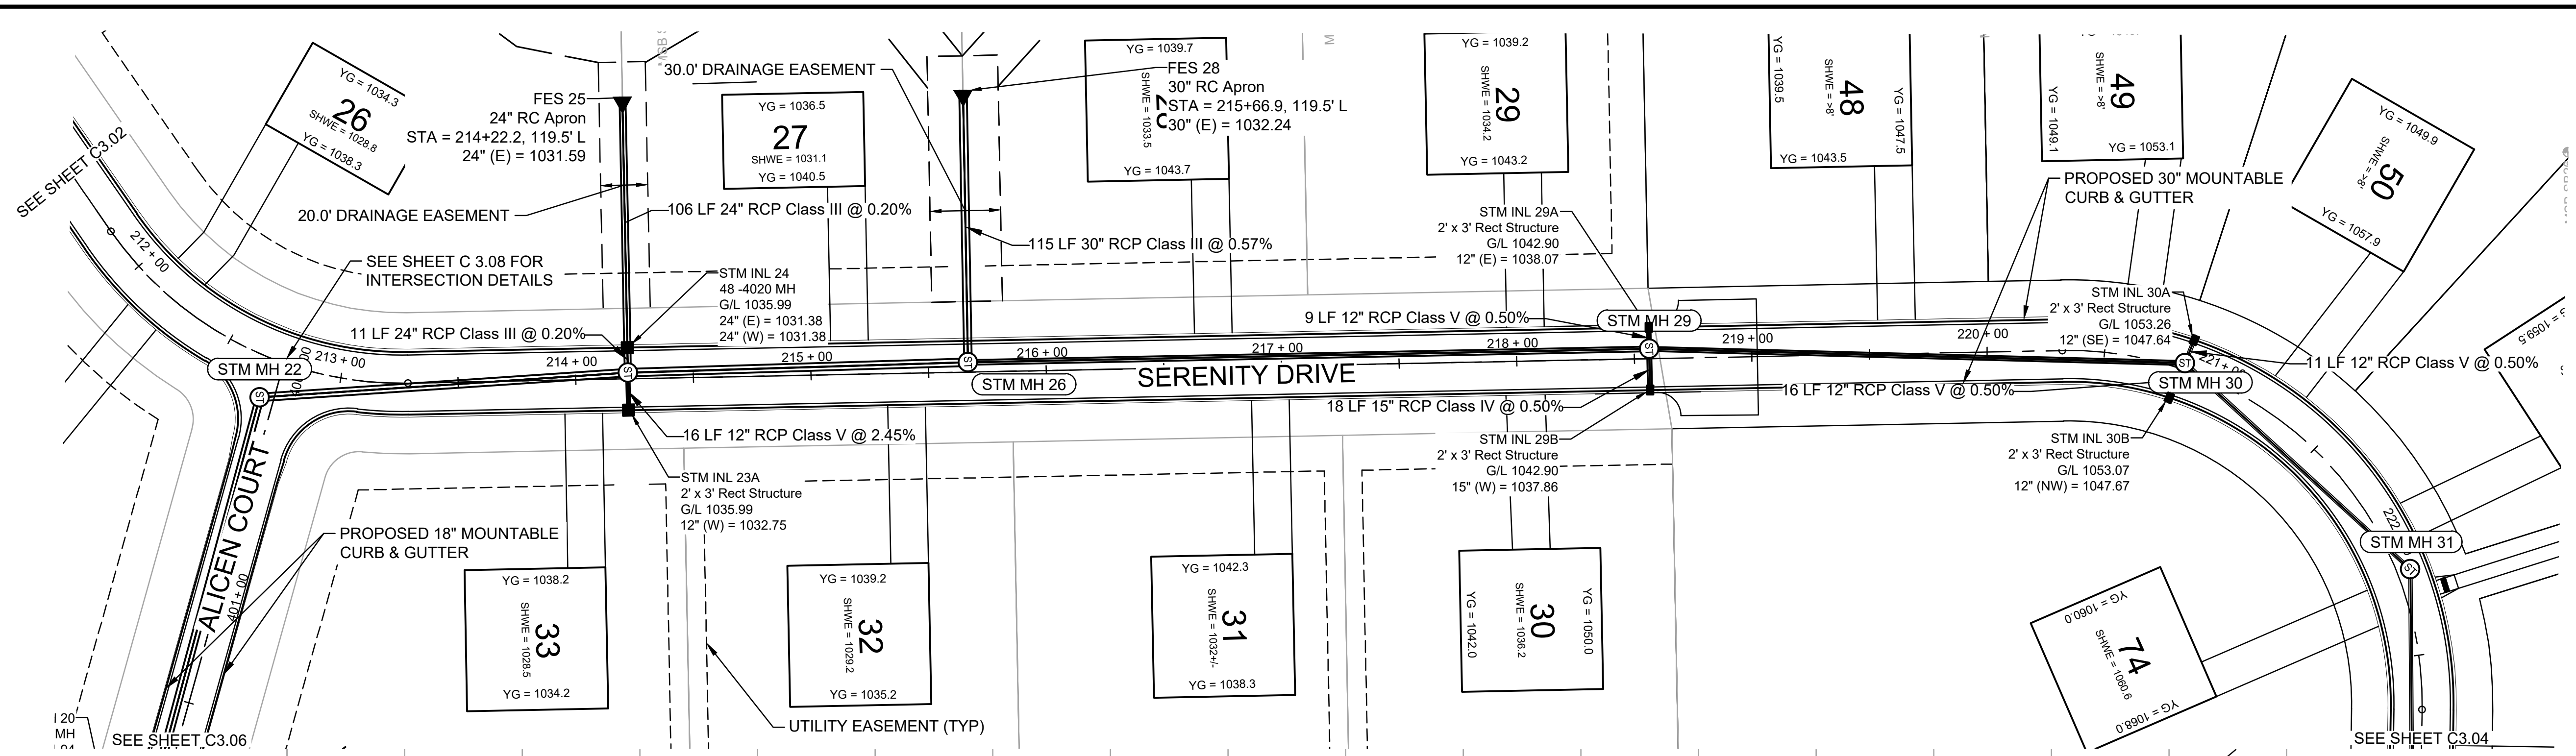 SEE SHEET C3.02
212 + 00
YG = 1034.3
26
SHWE = 1028.8
YG = 1038.3
FES 25
24" RC Apron
STA = 214+22.2, 119.5' L
24" (E) = 1031.59
20.0' DRAINAGE EASEMENT
SEE SHEET C 3.08 FOR
INTERSECTION DETAILS
11 LF 24" RCP Class III @ 0.20%
STM MH 22
213 + 00
214 + 00
30.0' DRAINAGE EASEMENT
YG = 1036.5
27
SHWE = 1031.1
YG = 1040.5
106 LF 24" RCP Class III @ 0.20%
STM INL 24
48 -4020 MH
G/L 1035.99
24" (E) = 1031.38
24" (W) = 1031.38
215 + 00
FES 28
30" RC Apron
STA = 215+66.9, 119.5' L
30" (E) = 1032.24
YG = 1039.7
SHWE = 1033.5
YG = 1043.7
115 LF 30" RCP Class III @ 0.57%
216 + 00
STM MH 26
217 + 00
SERENITY DRIVE
218 + 00
M
YG = 1039.2
29
SHWE = 1034.2
YG = 1043.2
STM INL 29A
2' x 3' Rect Structure
G/L 1042.90
12" (E) = 1038.07
9 LF 12" RCP Class V @ 0.50%
STM MH 29
219 + 00
18 LF 15" RCP Class IV @ 0.50%
STM INL 29B
2' x 3' Rect Structure
G/L 1042.90
15" (W) = 1037.86
YG = 1039.5
48
SHWE = >8'
YG = 1047.5
YG = 1043.5
220 + 00
YG = 1049.1
49
SHWE = >8'
YG = 1053.1
PROPOSED 30" MOUNTABLE
CURB & GUTTER
YG = 1049.9
50
SHWE = >8'
YG = 1057.9
STM INL 30A
2' x 3' Rect Structure
G/L 1053.26
12" (SE) = 1047.64
11 LF 12" RCP Class V @ 0.50%
221+
STM MH 30
16 LF 12" RCP Class V @ 0.50%
STM INL 30B
2' x 3' Rect Structure
G/L 1053.07
12" (NW) = 1047.67
222
STM MH 31
YG = 1059.5
YG = 1060.0
74
SHWE = 1060.6
YG = 1068.0
SEE SHEET C3.04
16 LF 12" RCP Class V @ 2.45%
STM INL 23A
2' x 3' Rect Structure
G/L 1035.99
12" (W) = 1032.75
PROPOSED 18" MOUNTABLE
CURB & GUTTER
ALICEN COURT
401+00
YG = 1038.2
33
SHWE = 1028.5
YG = 1034.2
YG = 1039.2
32
SHWE = 1029.2
YG = 1035.2
YG = 1042.3
31
SHWE = 1032+/-
YG = 1038.3
YG = 1042.0
30
SHWE = 1036.2
YG = 1050.0
UTILITY EASEMENT (TYP)
20
MH
SEE SHEET C3.06
ST
ST
ST
ST
ST
ST